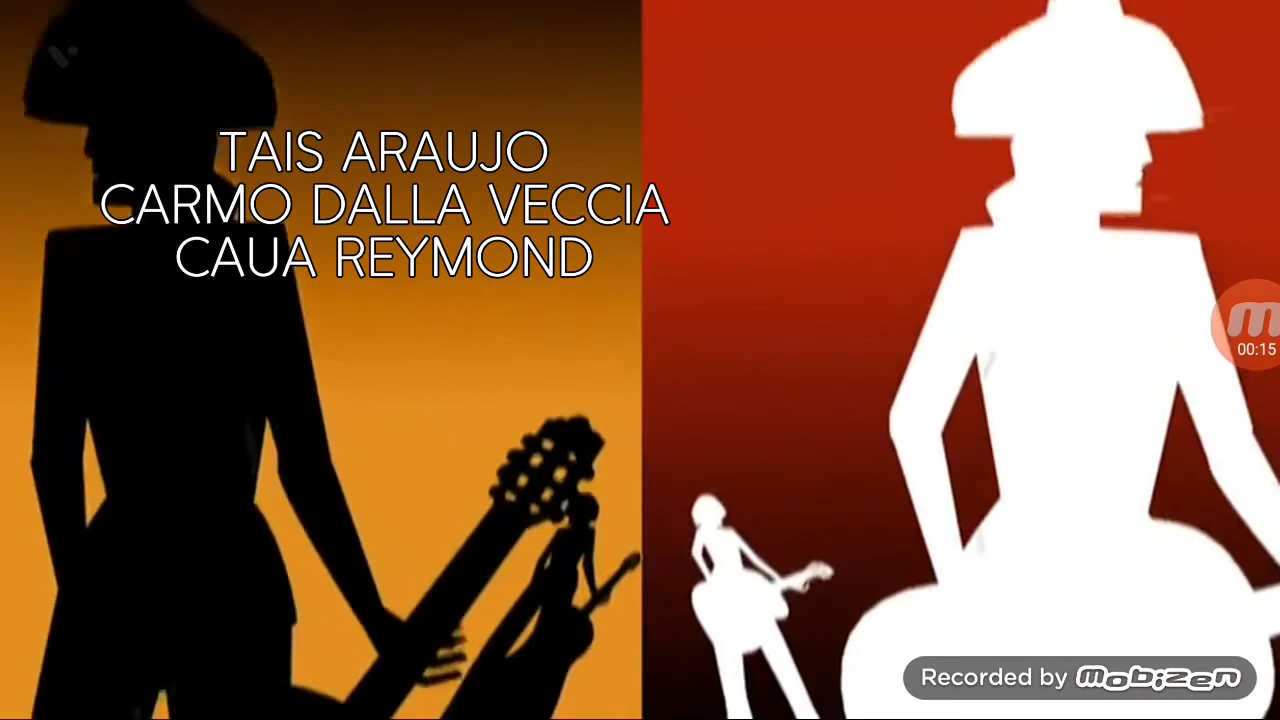 TAIS ARAUJO
CARMO DALLA VECCIA
CAUA REYMOND
00:15
Recorded by mobizen